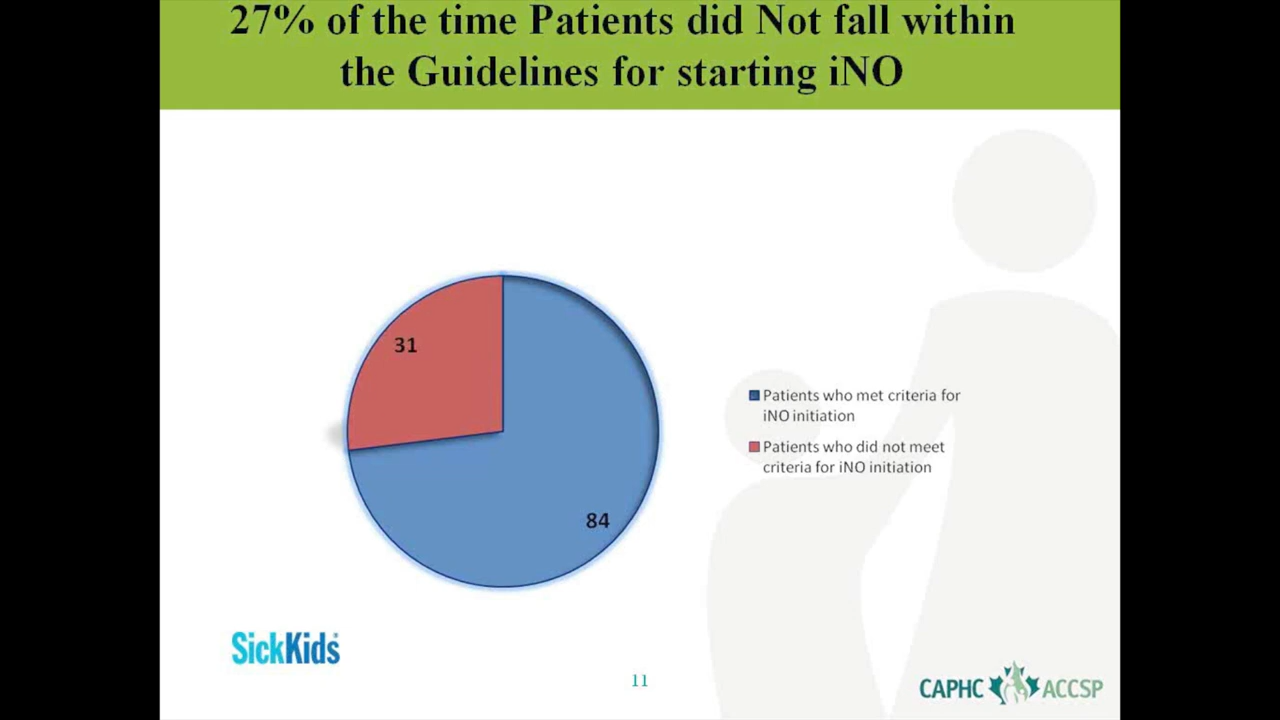 27% of the time Patients did Not fall within
the Guidelines for starting iNO
31
84
Patients who met criteria for
iNO initiation
Patients who did not meet
criteria for iNO initiation
SickKids
11
CAPHC ACCSP